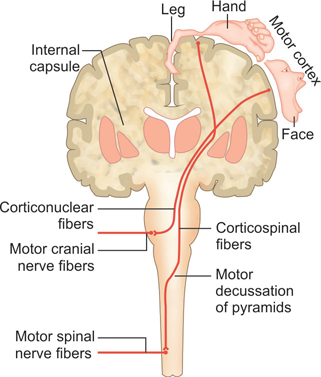 Leg
Hand
Motor cortex
Internal
capsule
Face
Corticonuclear
fibers
Motor cranial
nerve fibers
Corticospinal
fibers
Motor
decussation
of pyramids
Motor spinal
nerve fibers